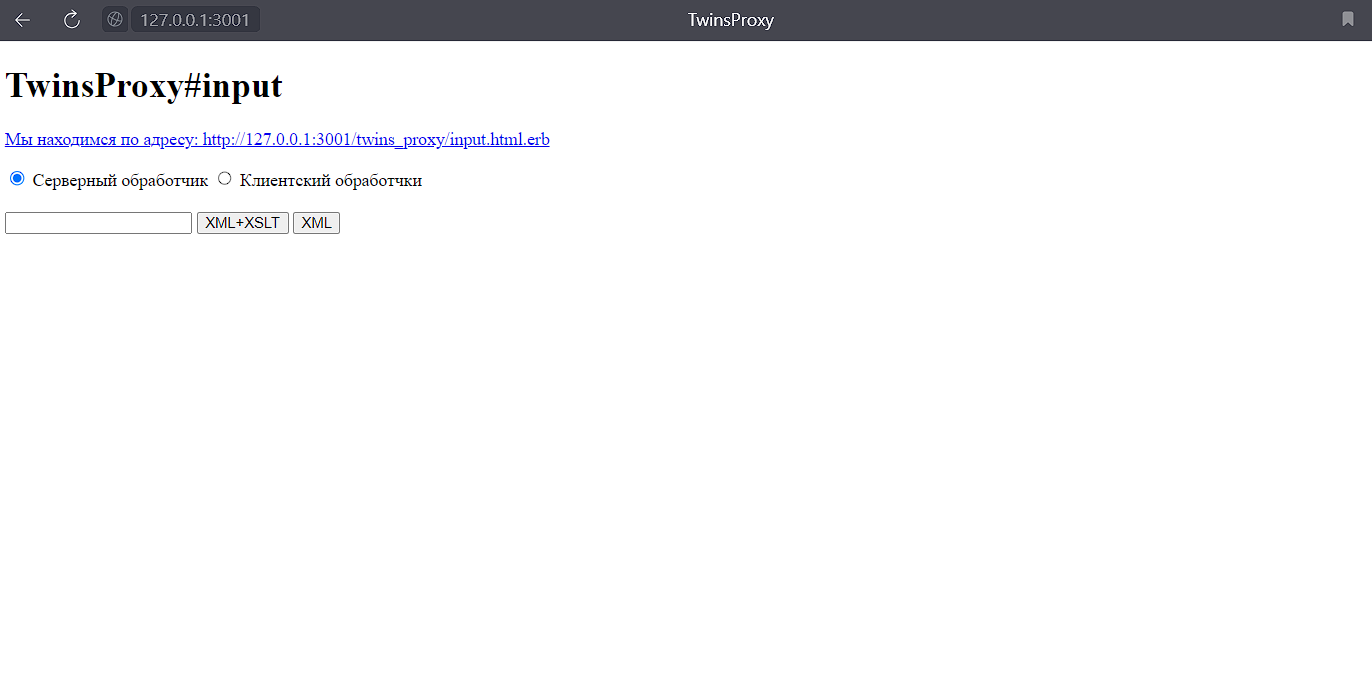 127.0.0.1:3001 TwinsProxy
TwinsProxy#input
Мы находимся по адресу: http://127.0.0.1:3001/twins_proxy/input.html.erb
Серверный обработчик Клиентский обработчки
XML+XSLT XML